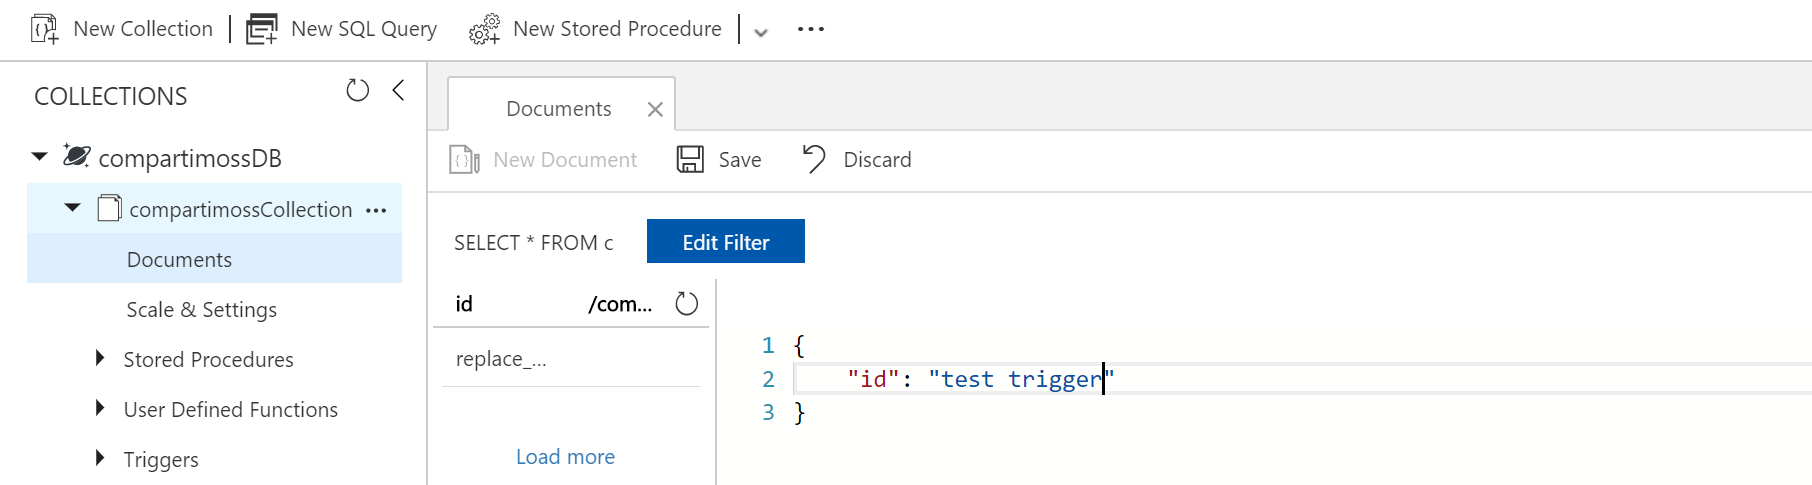 New Collection New SQL Query New Stored Procedure
COLLECTIONS
compartimossDB
compartimossCollection
Documents
Scale & Settings
Stored Procedures
User Defined Functions
Triggers
Documents
New Document Save Discard
SELECT * FROM c Edit Filter
id /com...
replace_...
Load more
1 {
2 "id": "test trigger"
3 }